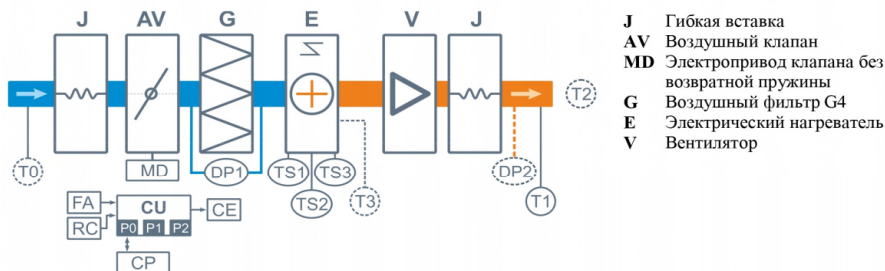 J AV G E V J
T0 MD DP1 TS1 TS2 TS3 T3 DP2 T1 T2
FA RC CU P0 P1 P2 CE CP
J Гибкая вставка
AV Воздушный клапан
MD Электропривод клапана без
возвратной пружины
G Воздушный фильтр G4
E Электрический нагреватель
V Вентилятор